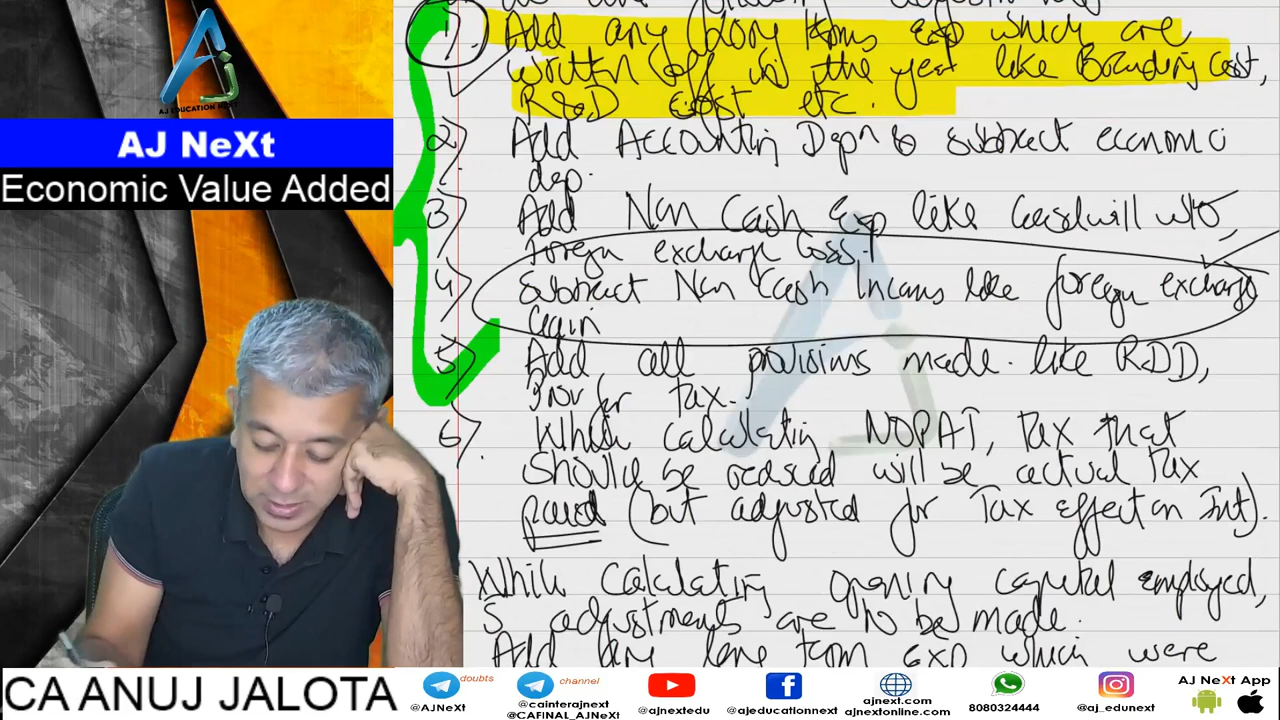 1) Add any long term exp which are
written off in the year like Branding cost,
R&D cost etc.
2) Add Accounting Depn & subtract economic
dep.
3) Add Non Cash Exp like Goodwill w/o,
foreign exchange loss.
4) Subtract Non Cash Incomes like foreign exchange
Gain
5) Add all provisions made like RDD,
Prov for tax.
6) While calculating NOPAT, Tax that
should be reduced will be actual tax
paid (but adjusted for Tax effect on Int).
While Calculating opening capital employed,
5 adjustments are to be made.
Add any long term exp which were
AJ EDUCATION NEXT
AJ NeXt
Economic Value Added
CA ANUJ JALOTA
doubts
@AJNeXt
channel
@cainterajnext
@CAFINAL_AJNeXt
@ajnextedu
@ajeducationnext
ajnext.com
ajnextonline.com
8080324444
@aj_edunext
AJ NeXt App